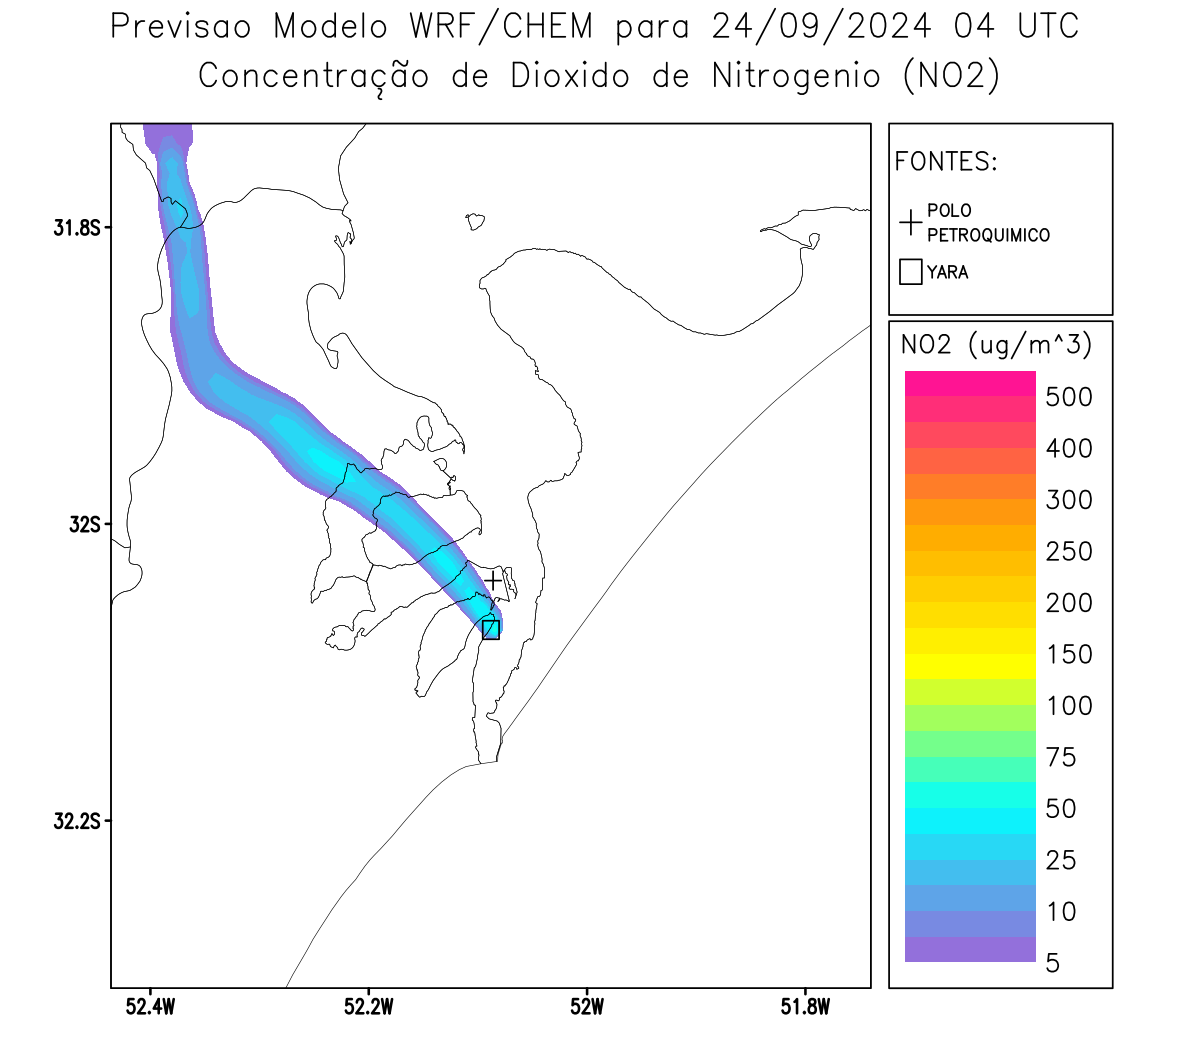 Previsao Modelo WRF/CHEM para 24/09/2024 04 UTC
Concentração de Dioxido de Nitrogenio (NO2)
FONTES:
POLO
PETROQUIMICO
YARA
NO2 (ug/m^3)
500
400
300
250
200
150
100
75
50
25
10
5
31.8S
32S
32.2S
52.4W
52.2W
52W
51.8W